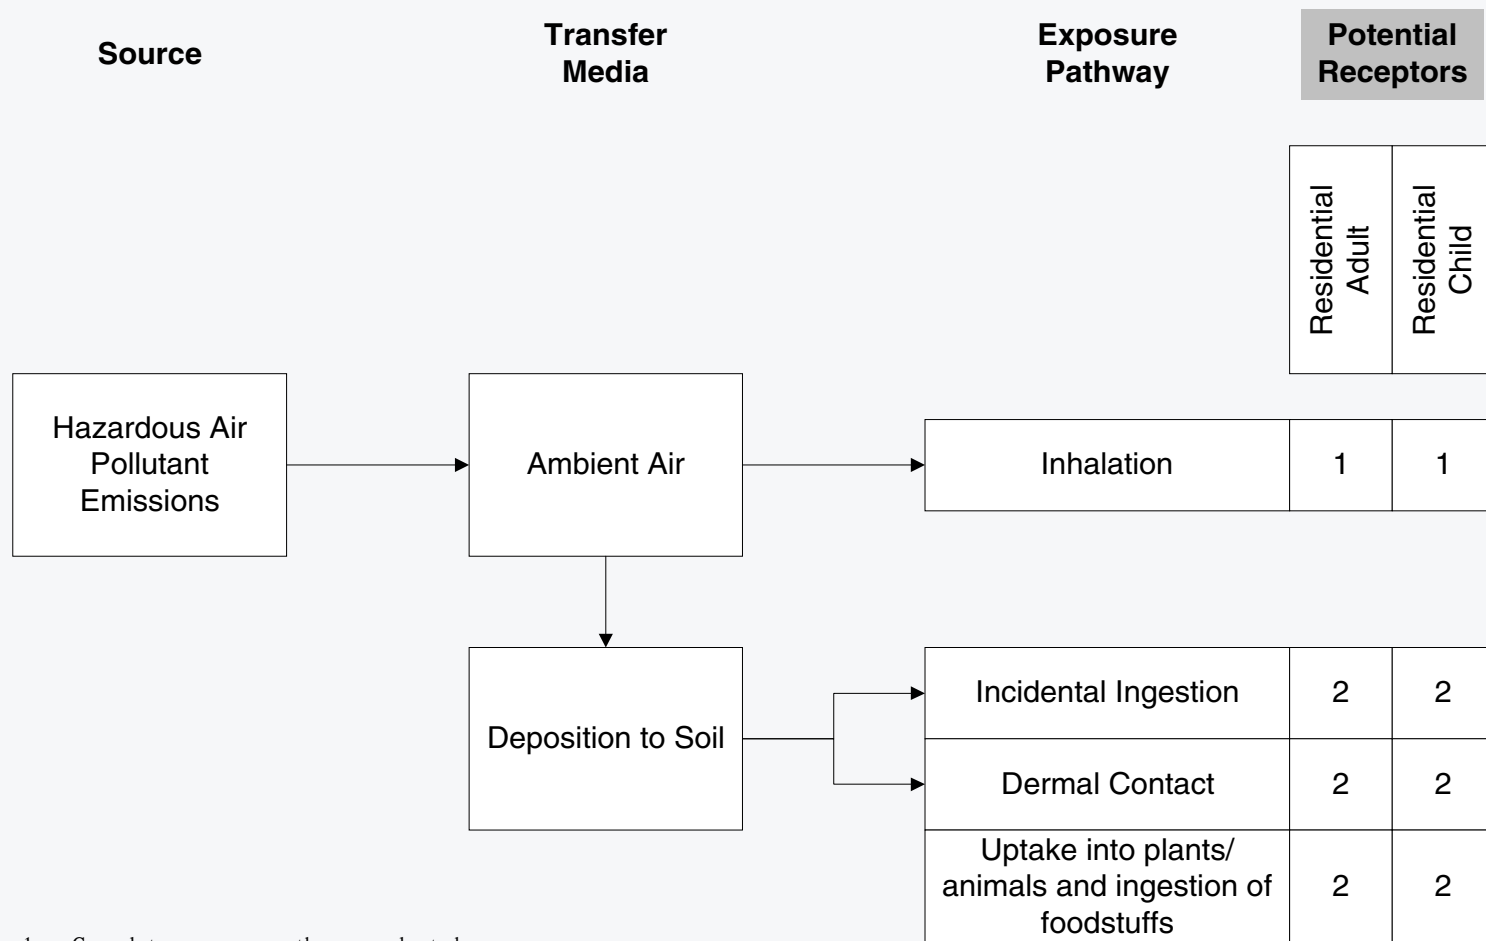 Source
Transfer
Media
Exposure
Pathway
Potential
Receptors
Residential
Adult
Residential
Child
Hazardous Air
Pollutant
Emissions
Ambient Air
Inhalation
1
1
Deposition to Soil
Incidental Ingestion
2
2
Dermal Contact
2
2
Uptake into plants/
animals and ingestion of
foodstuffs
2
2